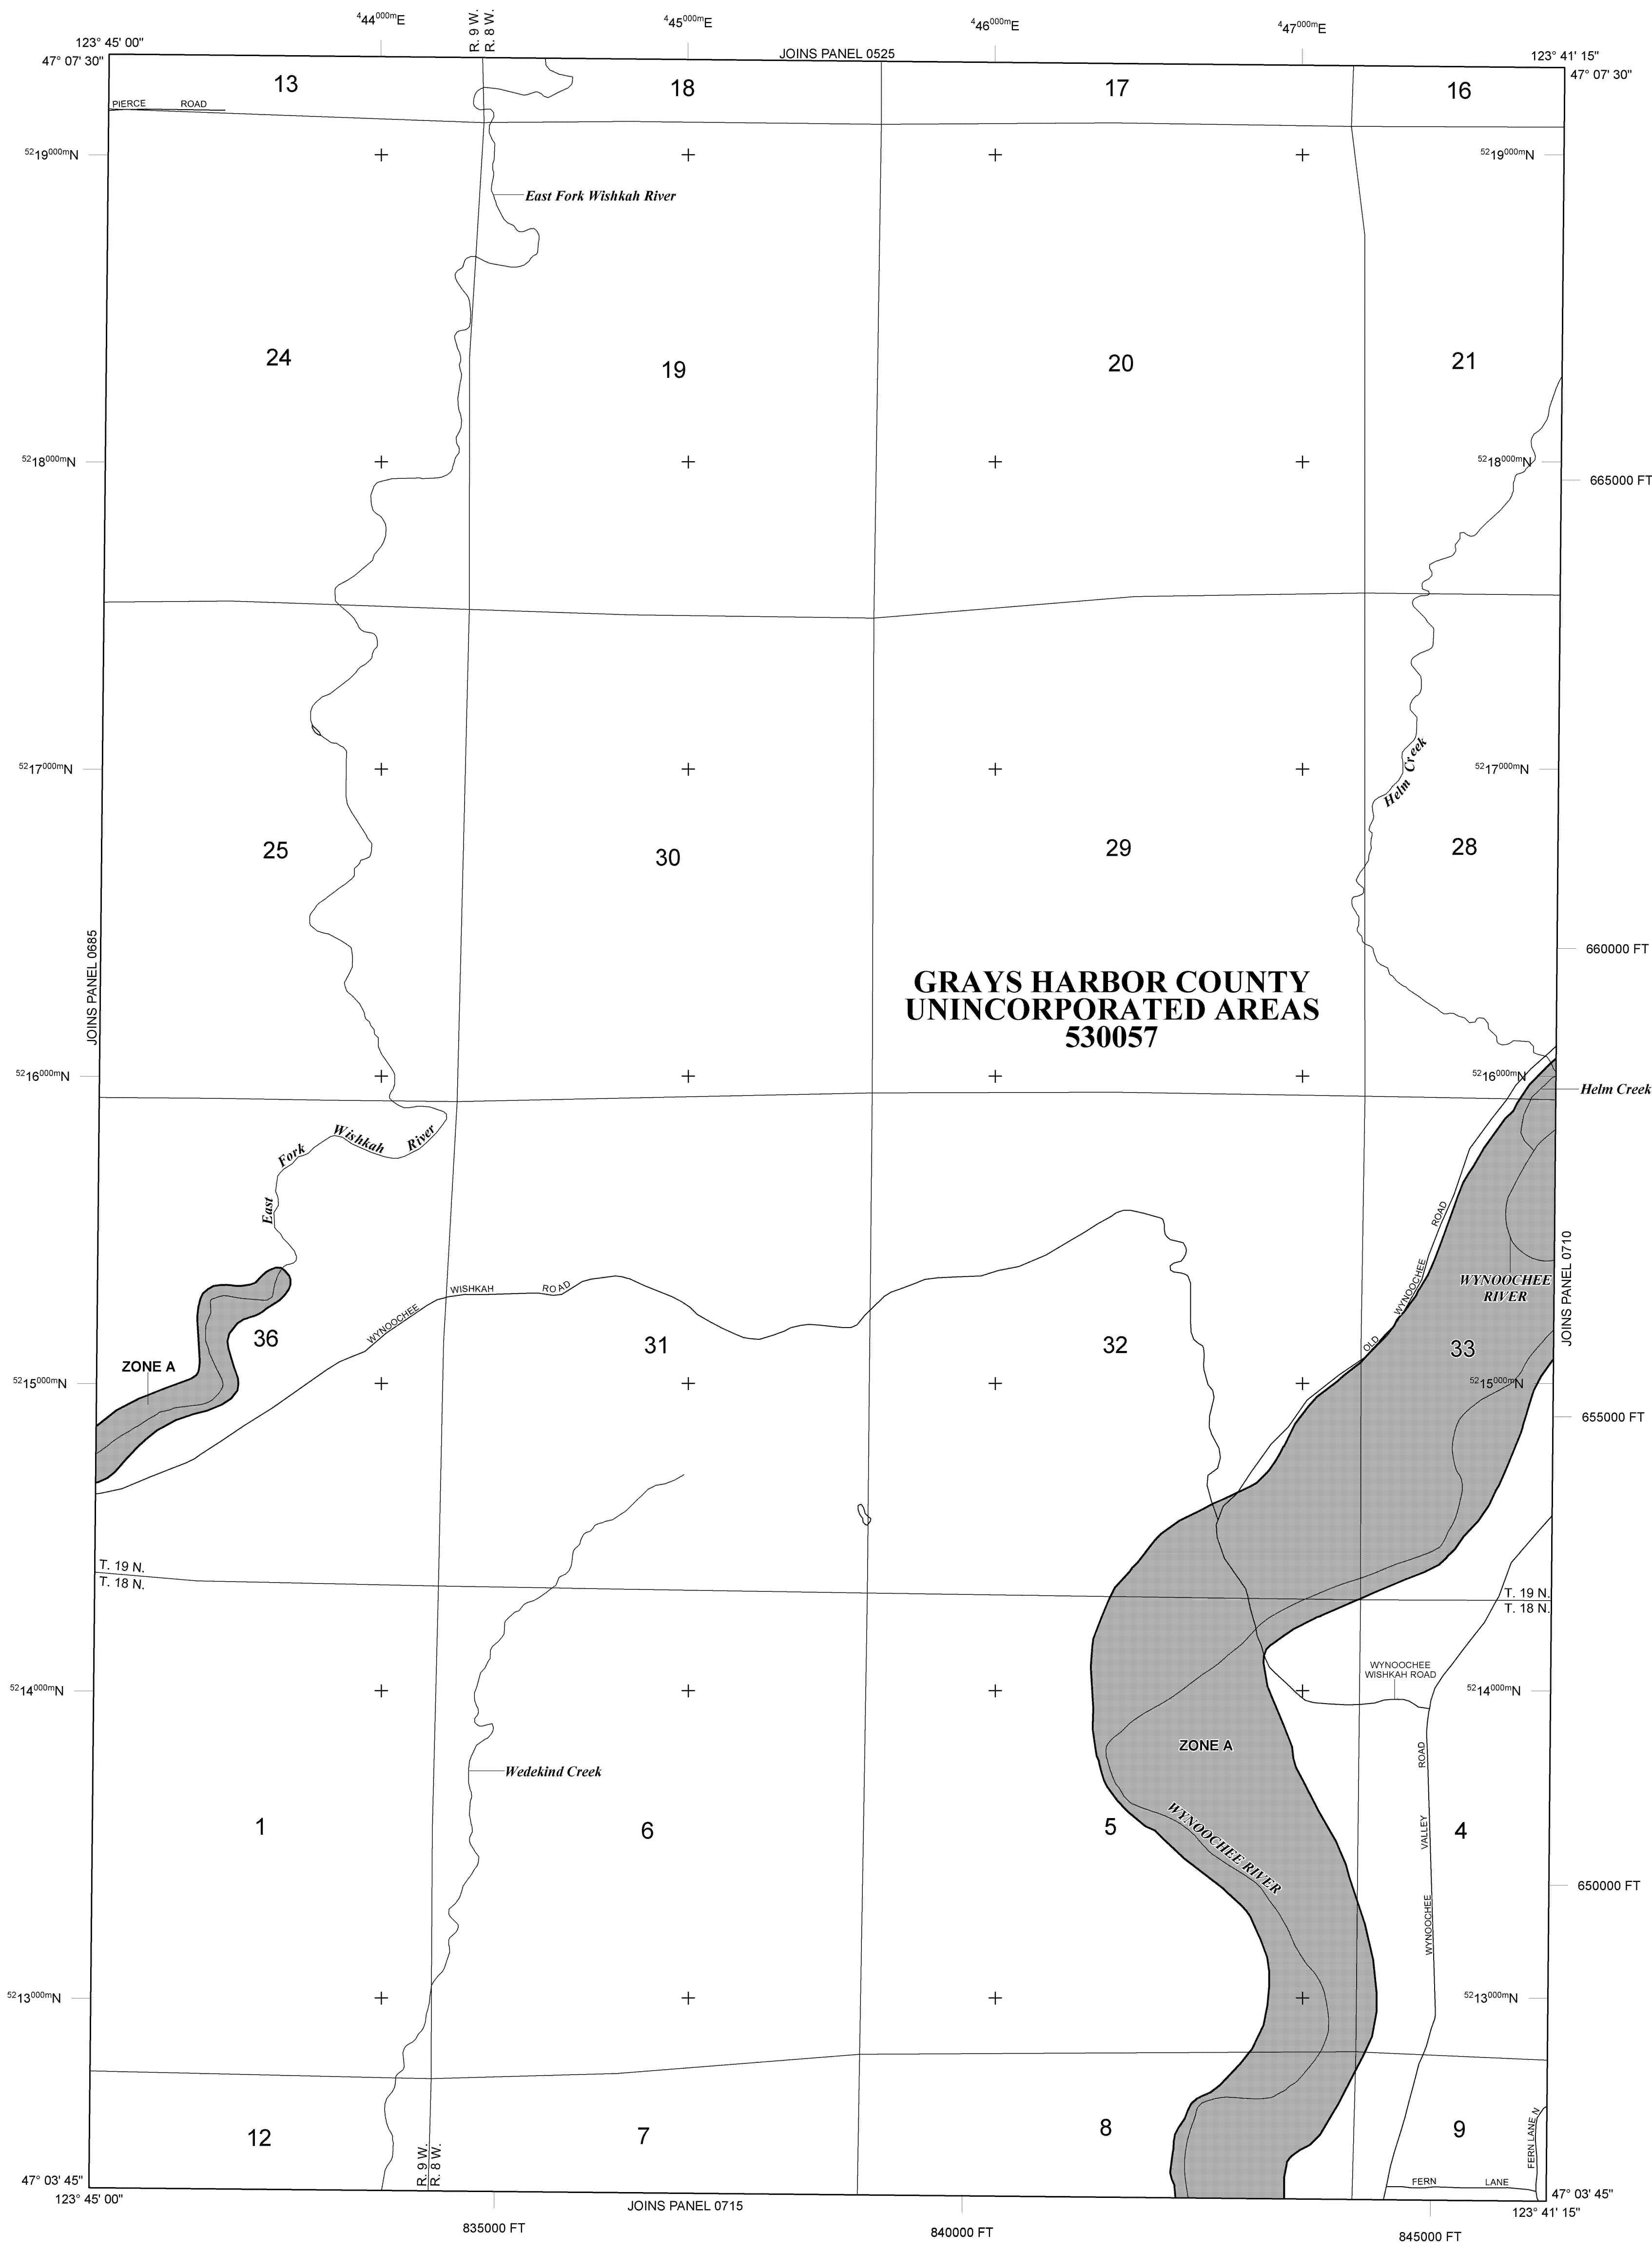 ⁴44⁰⁰⁰ᵐE
R. 9 W.
R. 8 W.
⁴45⁰⁰⁰ᵐE
⁴46⁰⁰⁰ᵐE
⁴47⁰⁰⁰ᵐE
123° 45' 00"
JOINS PANEL 0525
123° 41' 15"
47° 07' 30"
47° 07' 30"
13
18
17
16
PIERCE ROAD
⁵²19⁰⁰⁰ᵐN
⁵²19⁰⁰⁰ᵐN
East Fork Wishkah River
24
19
20
21
⁵²18⁰⁰⁰ᵐN
⁵²18⁰⁰⁰ᵐN
665000 FT
Helm Creek
⁵²17⁰⁰⁰ᵐN
⁵²17⁰⁰⁰ᵐN
25
30
29
28
JOINS PANEL 0685
660000 FT
GRAYS HARBOR COUNTY
UNINCORPORATED AREAS
530057
⁵²16⁰⁰⁰ᵐN
⁵²16⁰⁰⁰ᵐN
Helm Creek
East Fork Wishkah River
OLD WYNOOCHEE ROAD
JOINS PANEL 0710
WYNOOCHEE
RIVER
WYNOOCHEE WISHKAH ROAD
36
31
32
33
ZONE A
⁵²15⁰⁰⁰ᵐN
⁵²15⁰⁰⁰ᵐN
655000 FT
T. 19 N.
T. 18 N.
T. 19 N.
T. 18 N.
WYNOOCHEE
WISHKAH ROAD
⁵²14⁰⁰⁰ᵐN
⁵²14⁰⁰⁰ᵐN
ZONE A
Wedekind Creek
WYNOOCHEE VALLEY ROAD
WYNOOCHEE RIVER
1
6
5
4
650000 FT
⁵²13⁰⁰⁰ᵐN
⁵²13⁰⁰⁰ᵐN
12
7
8
9
FERN LANE N
R. 9 W.
R. 8 W.
FERN LANE
47° 03' 45"
47° 03' 45"
123° 45' 00"
JOINS PANEL 0715
123° 41' 15"
835000 FT
840000 FT
845000 FT